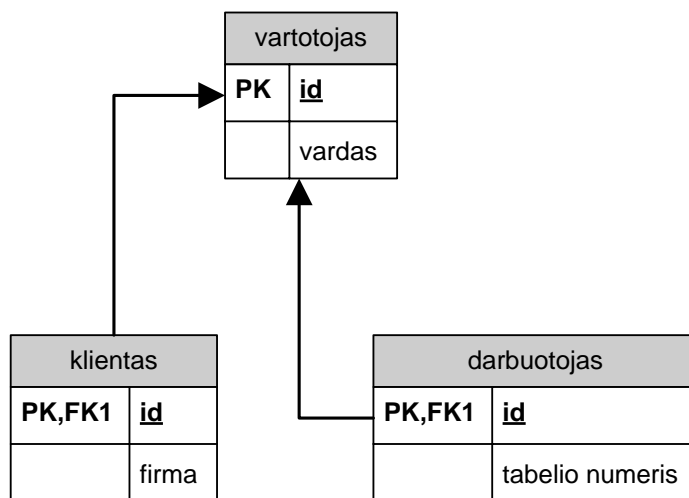 vartotojas
PK id
vardas
klientas
PK,FK1 id
firma
darbuotojas
PK,FK1 id
tabelio numeris